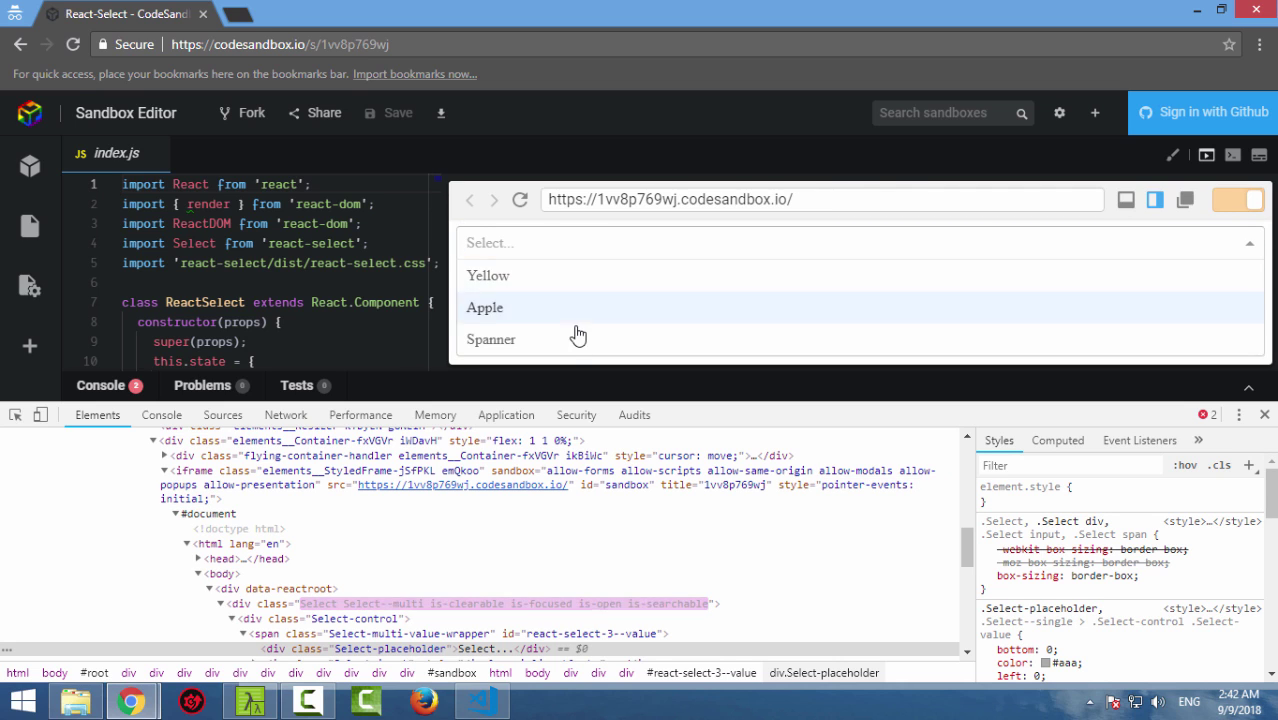 React-Select - CodeSand
Secure https://codesandbox.io/s/1vv8p769wj
For quick access, place your bookmarks here on the bookmarks bar. Import bookmarks now...
Sandbox Editor Fork Share Save Search sandboxes Sign in with Github
JS index.js
1 import React from 'react';
2 import { render } from 'react-dom';
3 import ReactDOM from 'react-dom';
4 import Select from 'react-select';
5 import 'react-select/dist/react-select.css';
6
7 class ReactSelect extends React.Component {
8 constructor(props) {
9 super(props);
10 this.state = {
https://1vv8p769wj.codesandbox.io/
Select...
Yellow
Apple
Spanner
Console 2 Problems 0 Tests 0
Elements Console Sources Network Performance Memory Application Security Audits 2
<div class="elements__Container-fxVGVr iWDavH" style="flex: 1 1 0%;">
<div class="flying-container-handler elements__Container-fxVGVr ikBiWc" style="cursor: move;">…</div>
<iframe class="elements__StyledFrame-jSfPKL emQkoo" sandbox="allow-forms allow-scripts allow-same-origin allow-modals allow-
popups allow-presentation" src="https://1vv8p769wj.codesandbox.io/" id="sandbox" title="1vv8p769wj" style="pointer-events:
initial;">
#document
<!doctype html>
<html lang="en">
<head>…</head>
<body>
<div data-reactroot>
<div class="Select Select--multi is-clearable is-focused is-open is-searchable">
<div class="Select-control">
<span class="Select-multi-value-wrapper" id="react-select-3--value">
<div class="Select-placeholder">Select...</div> == $0
html body #root div div div div div div #sandbox html body div div div #react-select-3--value div.Select-placeholder
Styles Computed Event Listeners
Filter :hov .cls
element.style {
}
.Select, .Select div, <style>…</style>
.Select input, .Select span {
-webkit-box-sizing: border-box;
-moz-box-sizing: border-box;
box-sizing: border-box;
}
.Select-placeholder, <style>…</style>
.Select--single > .Select-control .Select-
value {
bottom: 0;
color: #aaa;
left: 0;
ENG
2:42 AM
9/9/2018